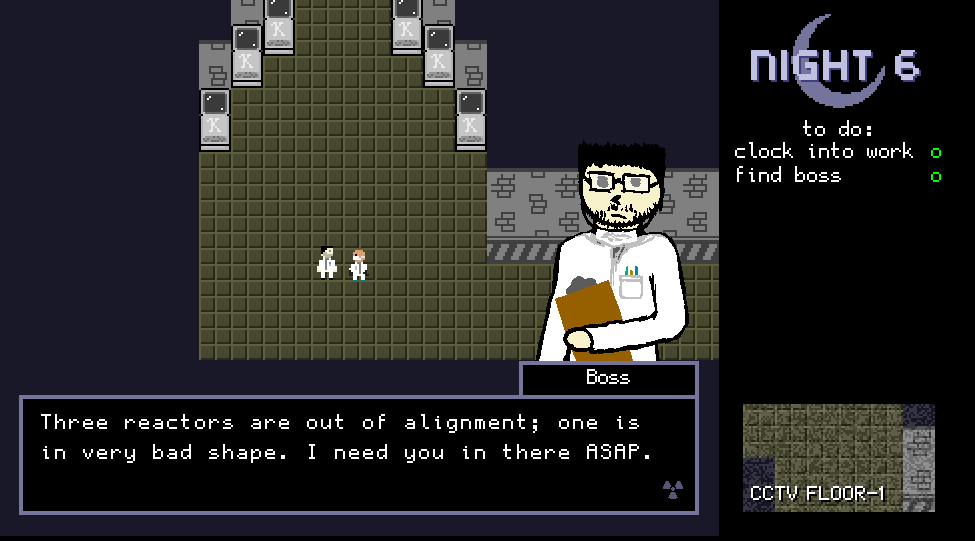 K
K
K
K
K
K
NIGHT 6
to do:
clock into work o
find boss o
Boss
Three reactors are out of alignment; one is
in very bad shape. I need you in there ASAP.
CCTV FLOOR-1